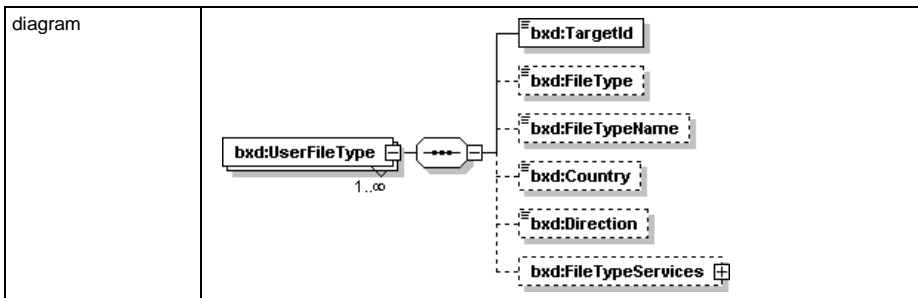 diagram
bxd:TargetId
bxd:FileType
bxd:FileTypeName
bxd:UserFileType
1..∞
bxd:Country
bxd:Direction
bxd:FileTypeServices